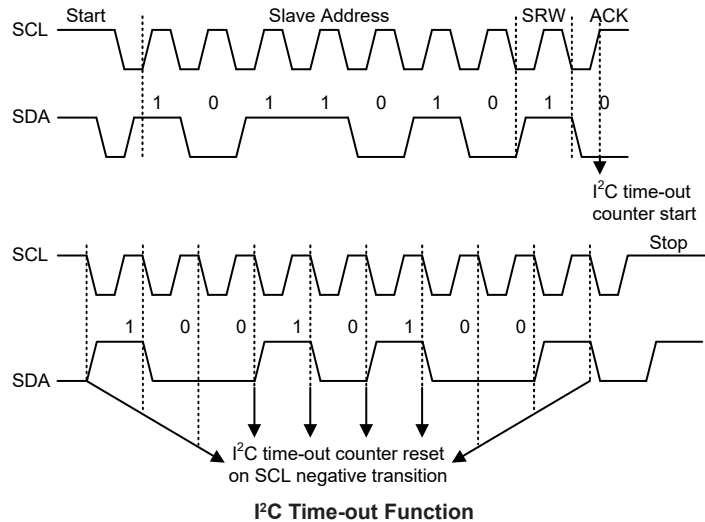 Start Slave Address SRW ACK
SCL
1 0 1 1 0 1 0 1 0
SDA
I²C time-out
counter start
Stop
SCL
1 0 0 1 0 1 0 0
SDA
I²C time-out counter reset
on SCL negative transition
I²C Time-out Function